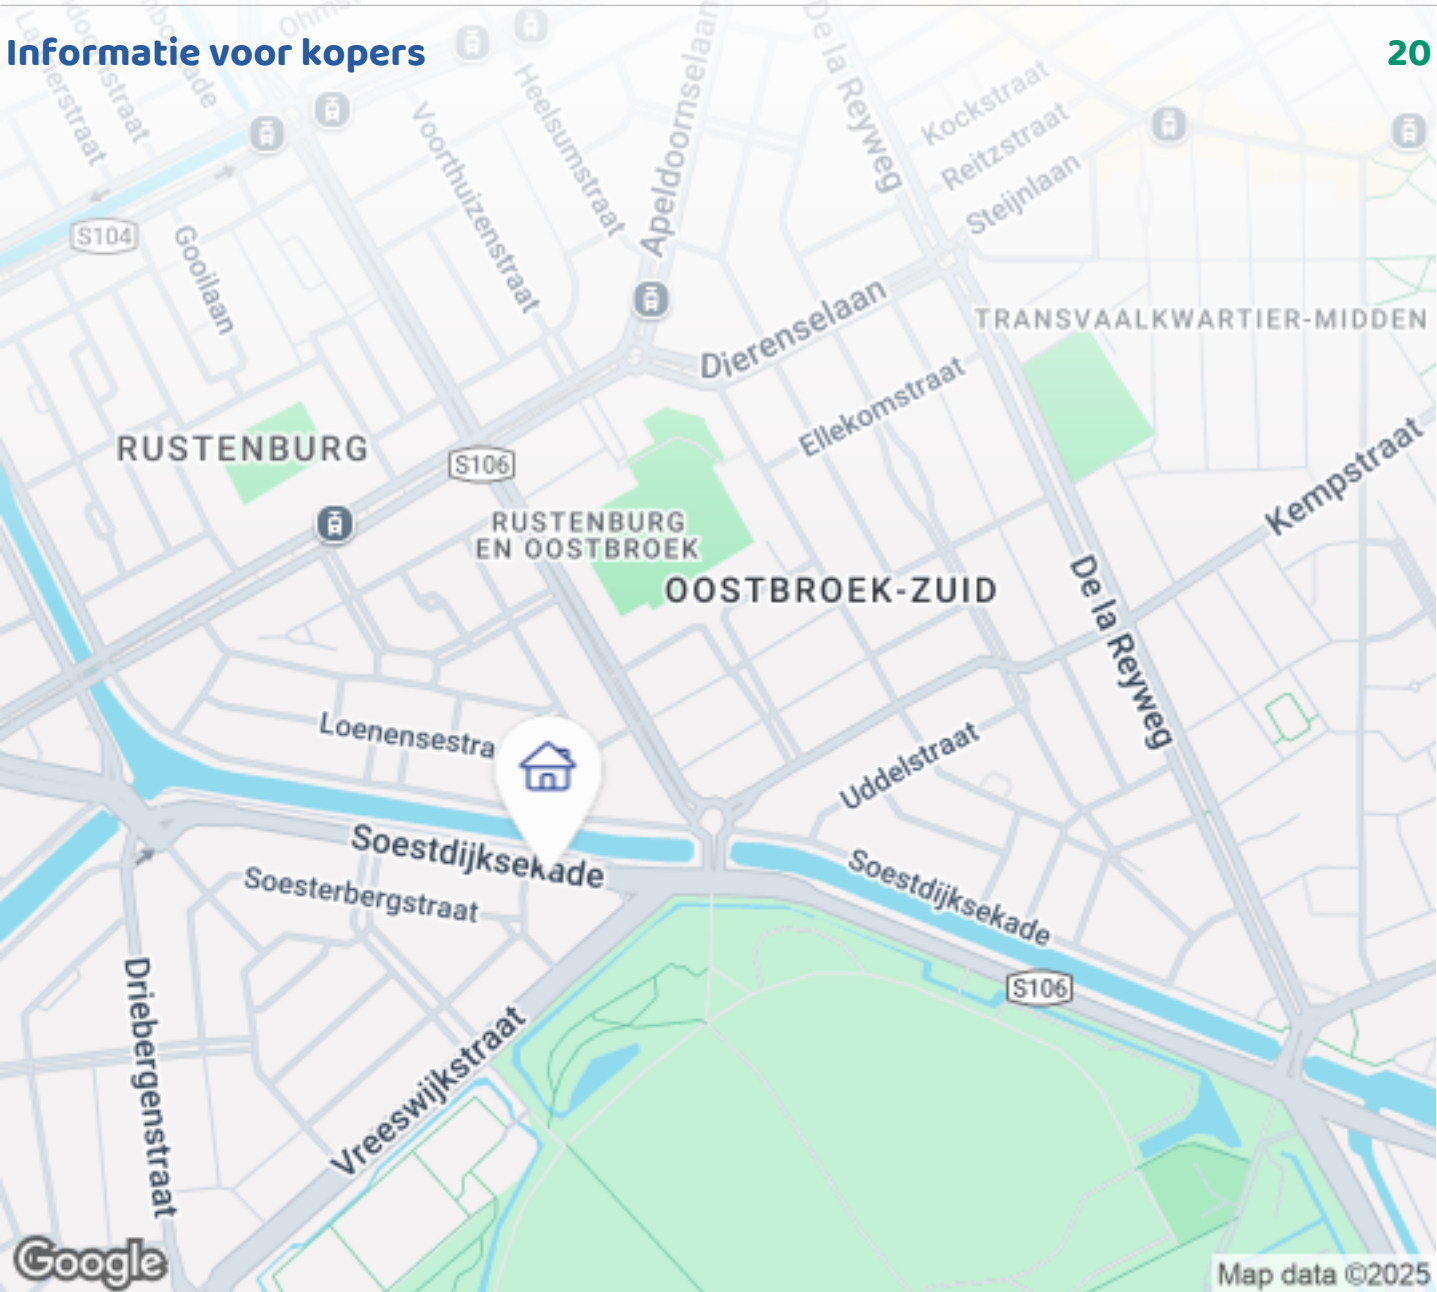 Informatie voor kopers
20
Voorthuizenstraat
Heelsumstraat
Apeldoornselaan
De la Reyweg
Kockstraat
Reitzstraat
Steijnlaan
S104
Gooilaan
Dierenselaan
TRANSVAALKWARTIER-MIDDEN
Ellekomstraat
RUSTENBURG
S106
Kempstraat
RUSTENBURG
EN OOSTBROEK
OOSTBROEK-ZUID
De la Reyweg
Loenensestra
Uddelstraat
Soestdijksekade
Soesterbergstraat
Soestdijksekade
S106
Driebergenstraat
Vreeswijkstraat
Google
Map data ©2025